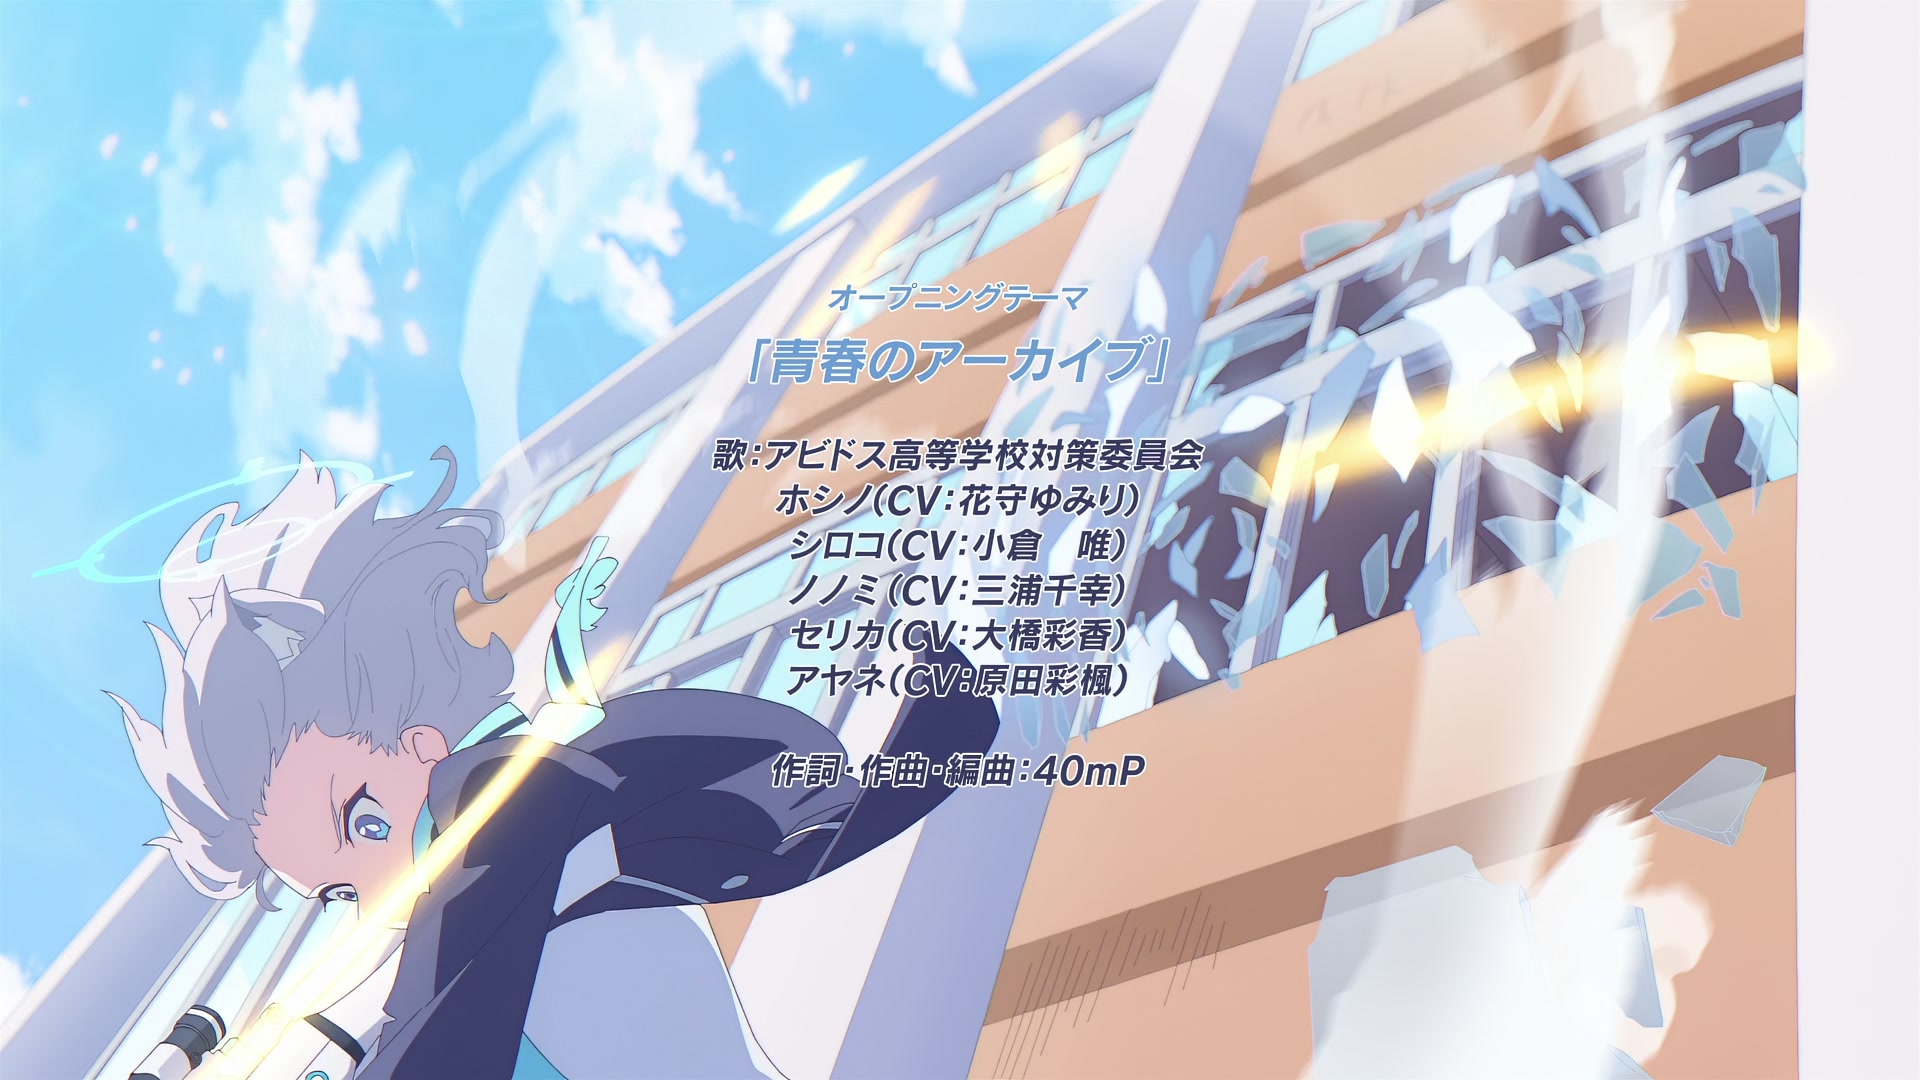 オープニングテーマ
「青春のアーカイブ」
歌:アビドス高等学校対策委員会
ホシノ(CV:花守ゆみり)
シロコ(CV:小倉　唯)
ノノミ(CV:三浦千幸)
セリカ(CV:大橋彩香)
アヤネ(CV:原田彩楓)
作詞・作曲・編曲:40mP